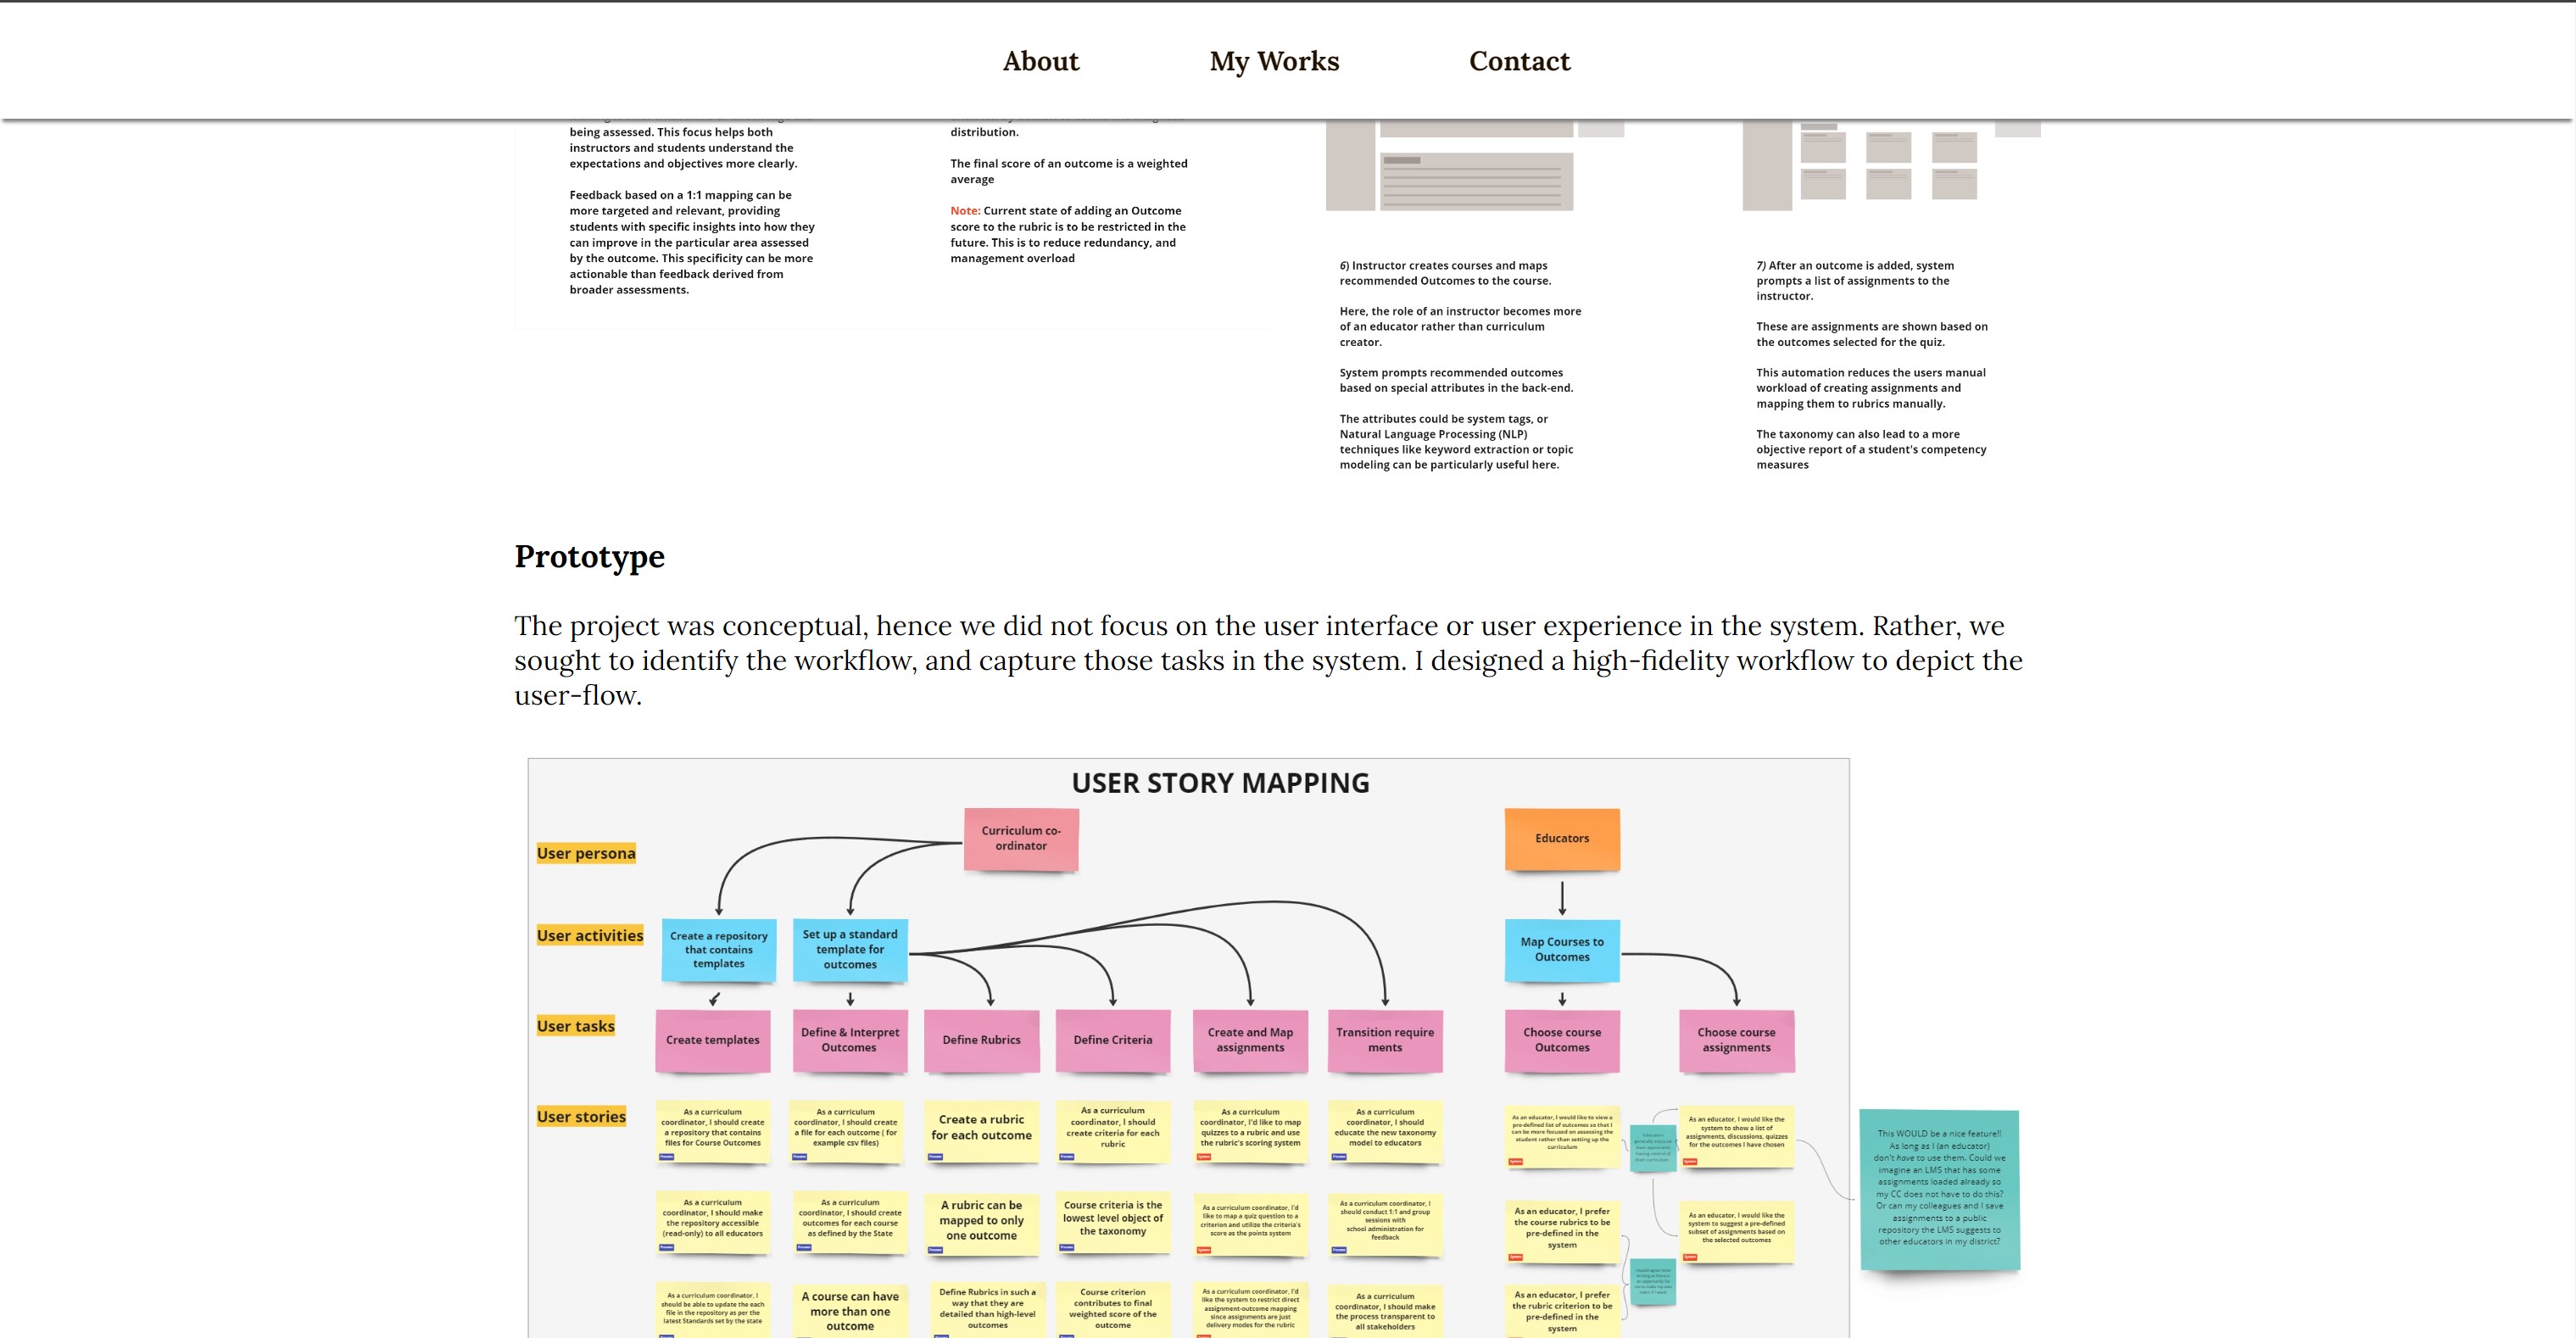 About
My Works
Contact
being assessed. This focus helps both
instructors and students understand the
expectations and objectives more clearly.
Feedback based on a 1:1 mapping can be
more targeted and relevant, providing
students with specific insights into how they
can improve in the particular area assessed
by the outcome. This specificity can be more
actionable than feedback derived from
broader assessments.
distribution.
The final score of an outcome is a weighted
average
Note: Current state of adding an Outcome
score to the rubric is to be restricted in the
future. This is to reduce redundancy, and
management overload
6) Instructor creates courses and maps
recommended Outcomes to the course.
Here, the role of an instructor becomes more
of an educator rather than curriculum
creator.
System prompts recommended outcomes
based on special attributes in the back-end.
The attributes could be system tags, or
Natural Language Processing (NLP)
techniques like keyword extraction or topic
modeling can be particularly useful here.
7) After an outcome is added, system
prompts a list of assignments to the
instructor.
These are assignments are shown based on
the outcomes selected for the quiz.
This automation reduces the users manual
workload of creating assignments and
mapping them to rubrics manually.
The taxonomy can also lead to a more
objective report of a student's competency
measures
Prototype
The project was conceptual, hence we did not focus on the user interface or user experience in the system. Rather, we
sought to identify the workflow, and capture those tasks in the system. I designed a high-fidelity workflow to depict the
user-flow.
USER STORY MAPPING
User persona
Curriculum co-
ordinator
Educators
User activities
Create a repository
that contains
templates
Set up a standard
template for
outcomes
Map Courses to
Outcomes
User tasks
Create templates
Define & Interpret
Outcomes
Define Rubrics
Define Criteria
Create and Map
assignments
Transition require
ments
Choose course
Outcomes
Choose course
assignments
User stories
As a curriculum
coordinator, I should create
a repository that contains
files for Course Outcomes
Process
As a curriculum
coordinator, I should create
a file for each outcome ( for
example csv files)
Process
Create a rubric
for each outcome
Process
As a curriculum
coordinator, I should
create criteria for each
rubric
Process
As a curriculum
coordinator, I'd like to map
quizzes to a rubric and use
the rubric's scoring system
System
As a curriculum
coordinator, I should
educate the new taxonomy
model to educators
Process
As an educator, I would like to view a
pre-defined list of outcomes so that I
can be more focused on assessing the
student rather than setting up the
curriculum
System
As an educator, I would like the
system to show a list of
assignments, discussions, quizzes
for the outcomes I have chosen
System
This WOULD be a nice feature!!
As long as I (an educator)
don't have to use them. Could we
imagine an LMS that has some
assignments loaded already so
my CC does not have to do this?
Or can my colleagues and I save
assignments to a public
repository the LMS suggests to
other educators in my district?
As a curriculum
coordinator, I should make
the repository accessible
(read-only) to all educators
Process
As a curriculum
coordinator, I should create
outcomes for each course
as defined by the State
Process
A rubric can be
mapped to only
one outcome
Process
Course criteria is the
lowest level object of
the taxonomy
Process
As a curriculum coordinator, I'd
like to map a quiz question to a
criterion and utilize the criteria's
score as the points system
System
As a curriculum coordinator, I
should conduct 1:1 and group
sessions with
school administration for
feedback
Process
As an educator, I prefer
the course rubrics to be
pre-defined in the
system
System
As an educator, I would like the
system to suggest a pre-defined
subset of assignments based on
the selected outcomes
System
As a curriculum coordinator, I
should be able to update the each
file in the repository as per the
latest Standards set by the state
A course can have
more than one
outcome
Define Rubrics in such a
way that they are
detailed than high-level
outcomes
Course criterion
contributes to final
weighted score of the
outcome
As a curriculum coordinator, I'd
like the system to restrict direct
assignment-outcome mapping
since assignments are just
delivery modes for the rubric
As a curriculum
coordinator, I should make
the process transparent to
all stakeholders
As an educator, I prefer
the rubric criterion to be
pre-defined in the
system